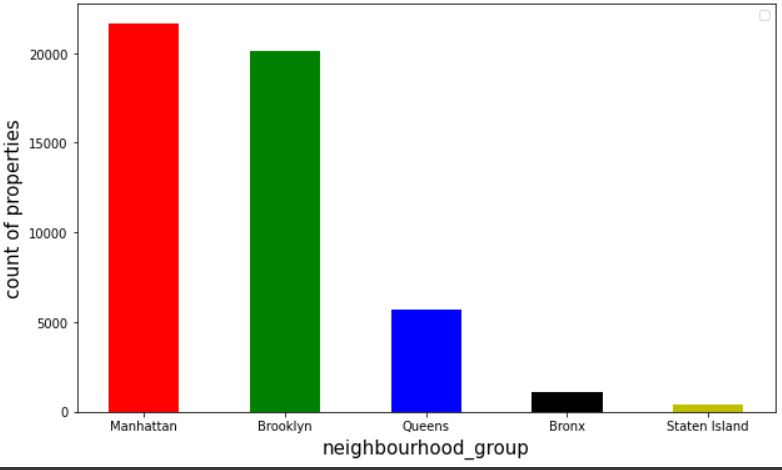 20000
15000
10000
5000
0
count of properties
Manhattan Brooklyn Queens Bronx Staten Island
neighbourhood_group